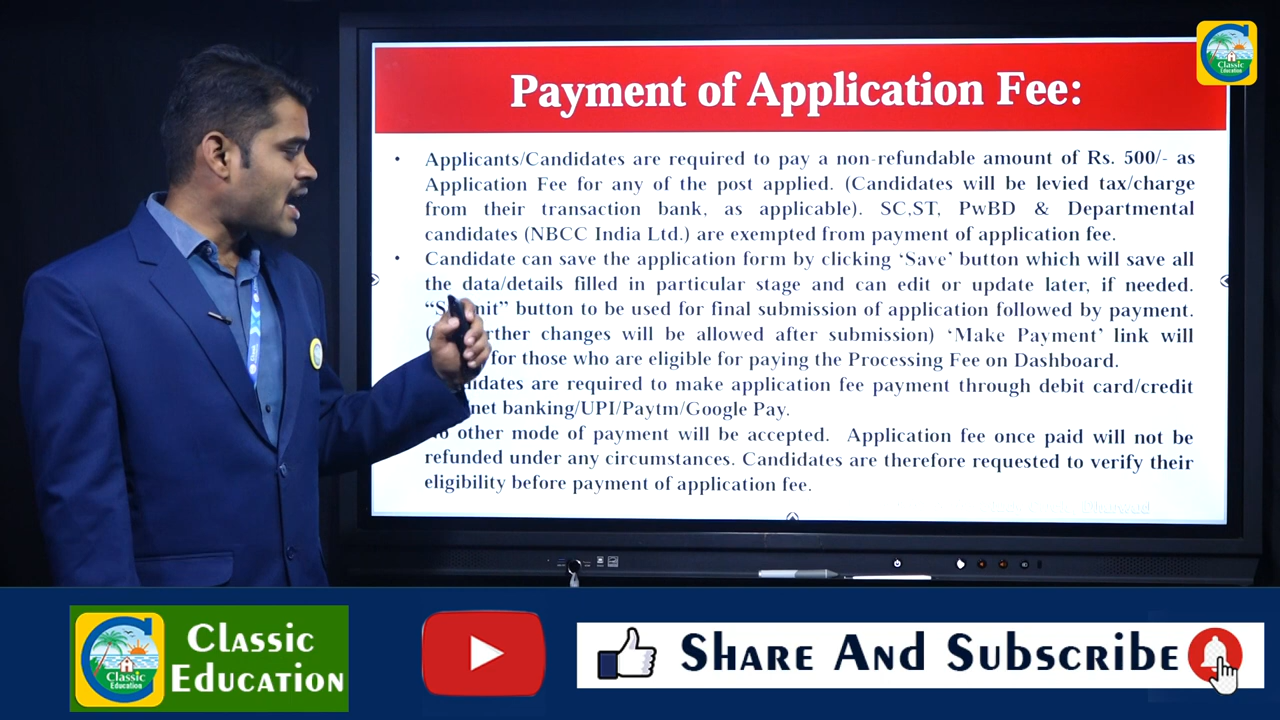 Payment of Application Fee:
Classic
Education
• Applicants/Candidates are required to pay a non-refundable amount of Rs. 500/- as
Application Fee for any of the post applied. (Candidates will be levied tax/charge
from their transaction bank, as applicable). SC,ST, PwBD & Departmental
candidates (NBCC India Ltd.) are exempted from payment of application fee.
• Candidate can save the application form by clicking ‘Save’ button which will save all
the data/details filled in particular stage and can edit or update later, if needed.
button to be used for final submission of application followed by payment.
changes will be allowed after submission) ‘Make Payment’ link will
for those who are eligible for paying the Processing Fee on Dashboard.
are required to make application fee payment through debit card/credit
net banking/UPI/Paytm/Google Pay.
other mode of payment will be accepted. Application fee once paid will not be
refunded under any circumstances. Candidates are therefore requested to verify their
eligibility before payment of application fee.
Classic
Education
Classic
Education
Share And Subscribe